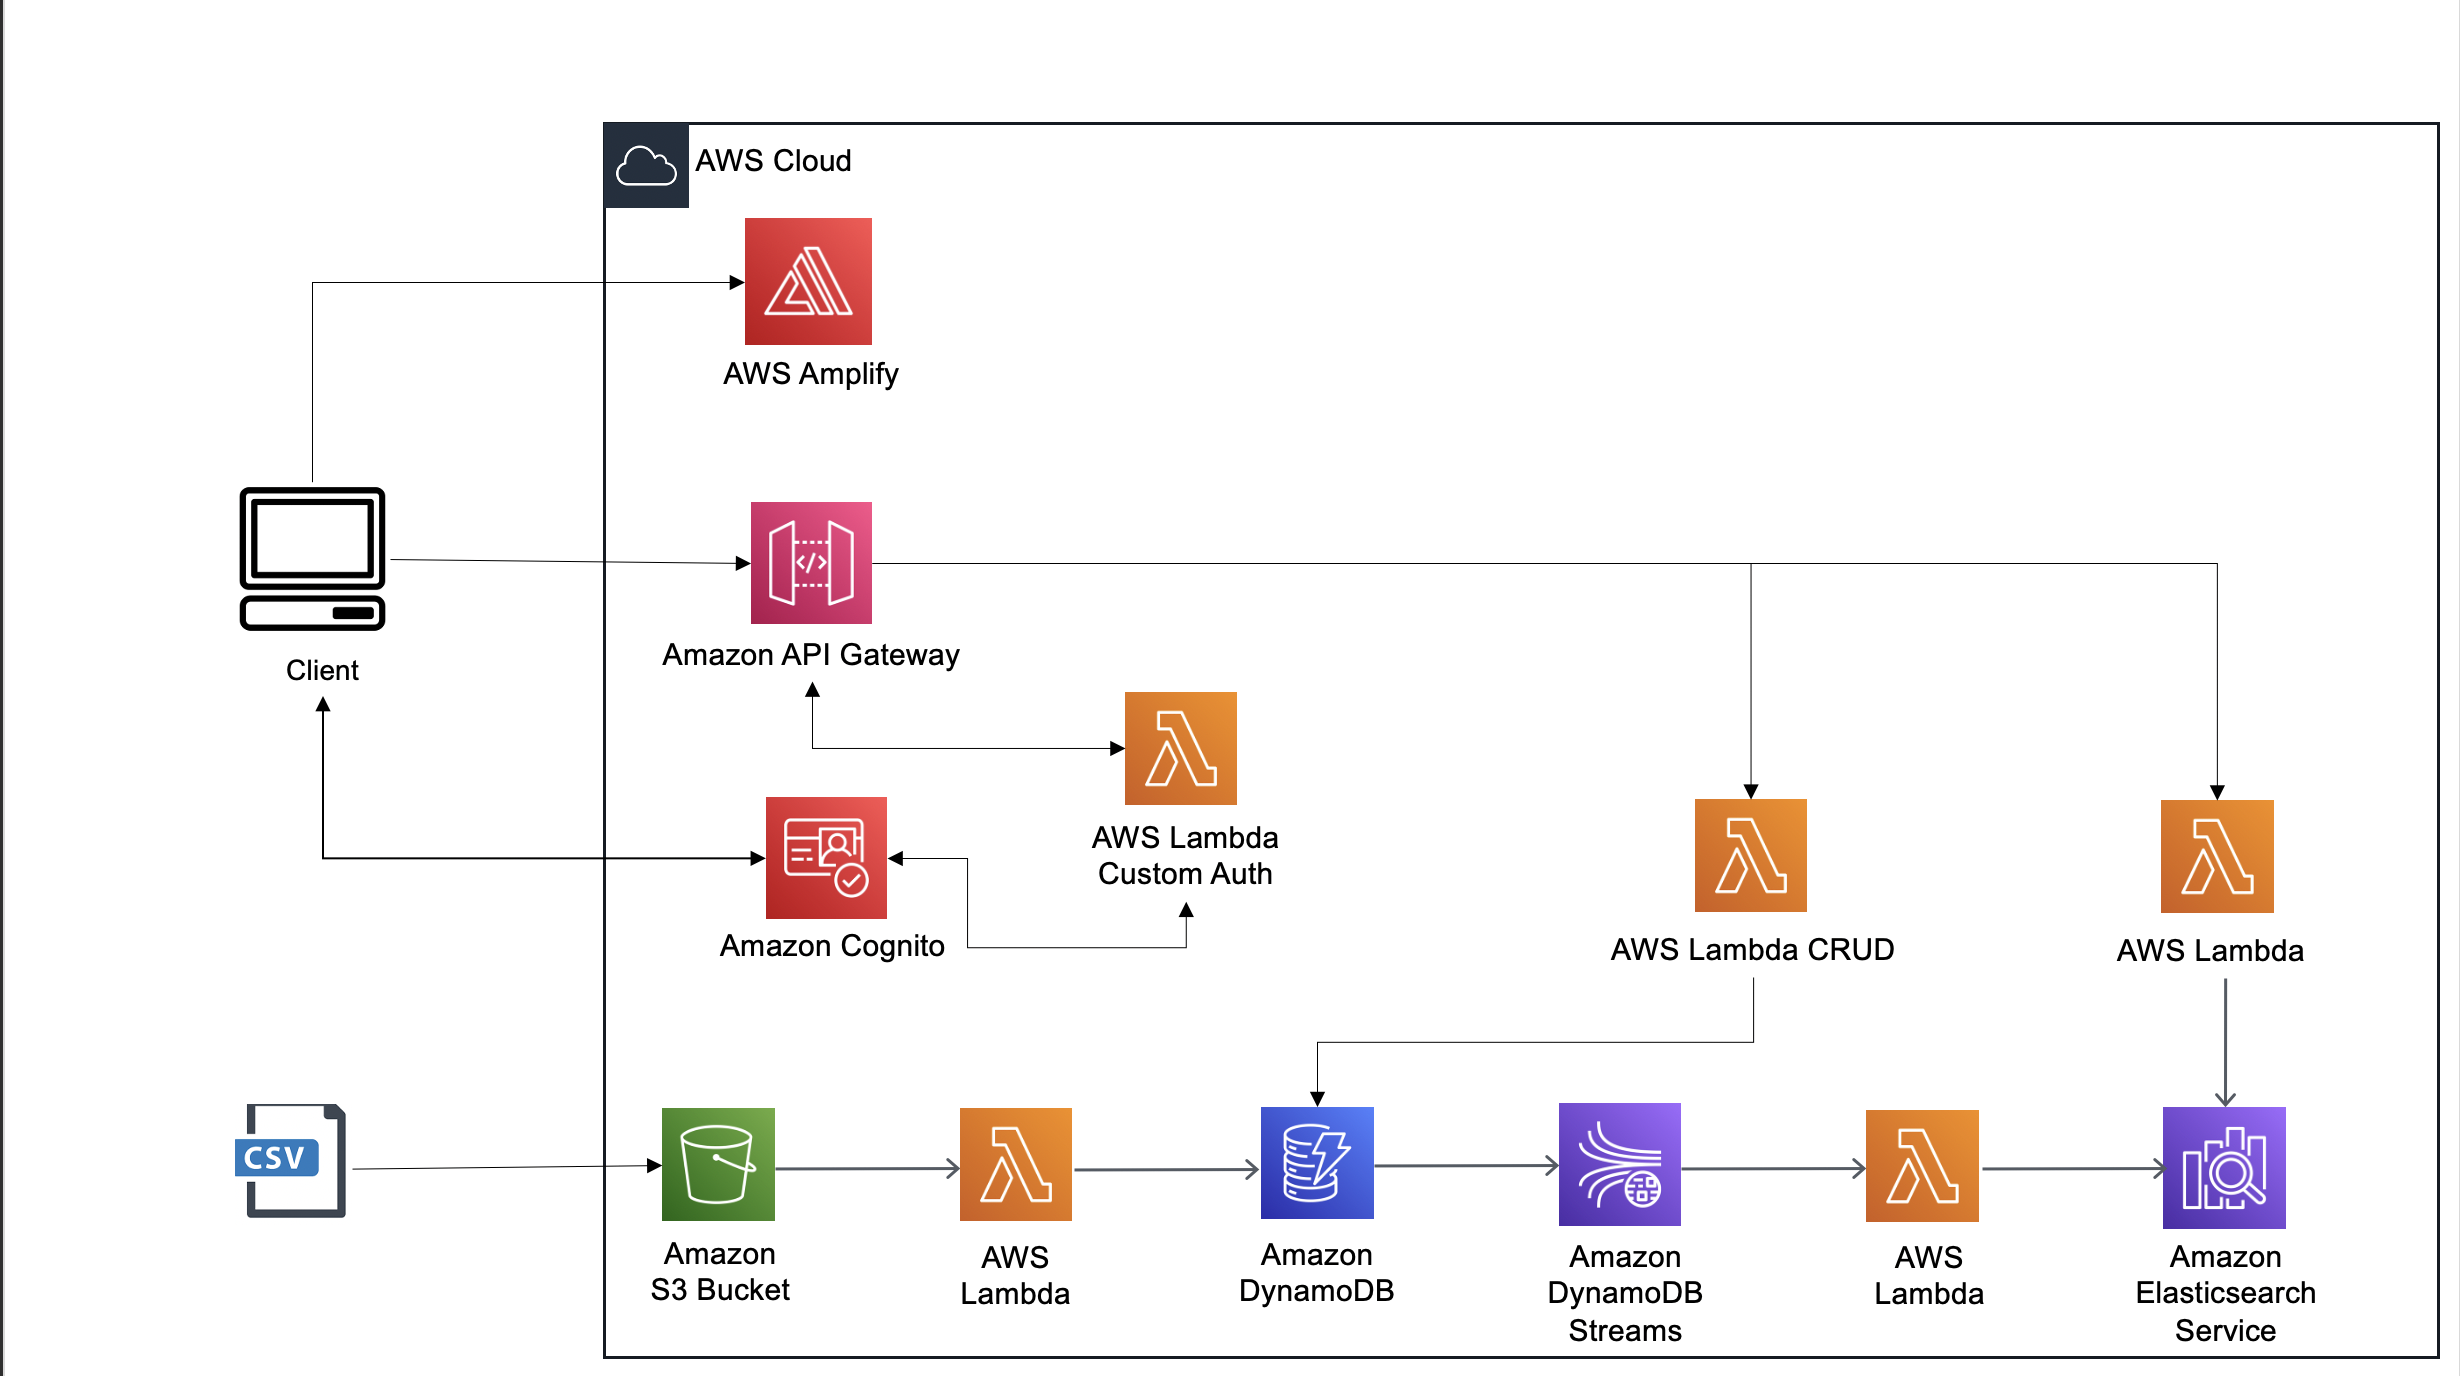 AWS Cloud
AWS Amplify
</>
Amazon API Gateway
Client
AWS Lambda
Custom Auth
Amazon Cognito
AWS Lambda CRUD
AWS Lambda
CSV
Amazon
S3 Bucket
AWS
Lambda
Amazon
DynamoDB
Amazon
DynamoDB
Streams
AWS
Lambda
Amazon
Elasticsearch
Service